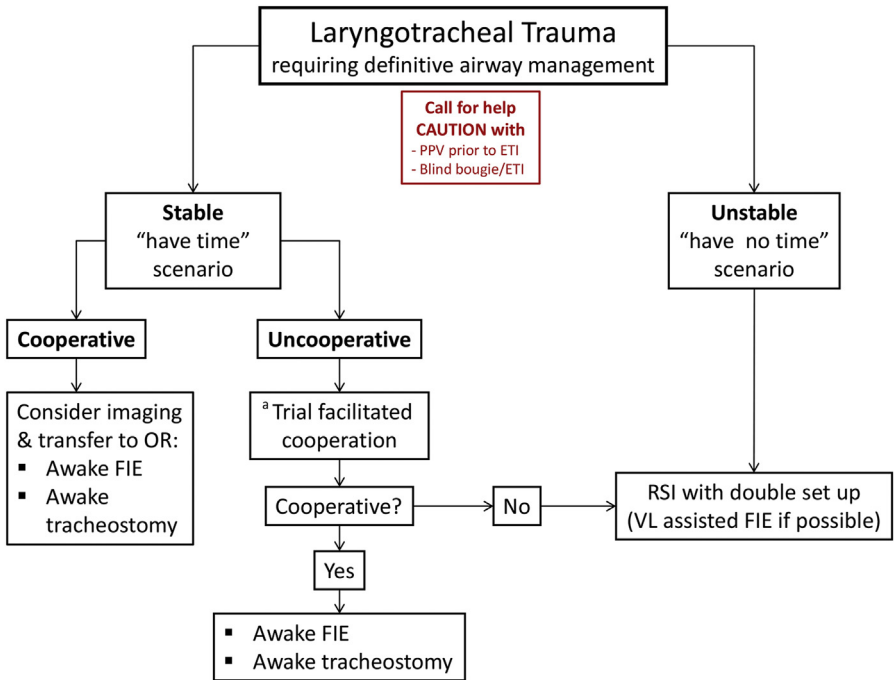 Laryngotracheal Trauma
requiring definitive airway management
Call for help
CAUTION with
- PPV prior to ETI
- Blind bougie/ETI
Stable
“have time”
scenario
Unstable
“have no time”
scenario
Cooperative
Uncooperative
Consider imaging
& transfer to OR:
▪ Awake FIE
▪ Awake
tracheostomy
a Trial facilitated
cooperation
Cooperative?
No
RSI with double set up
(VL assisted FIE if possible)
Yes
▪ Awake FIE
▪ Awake tracheostomy